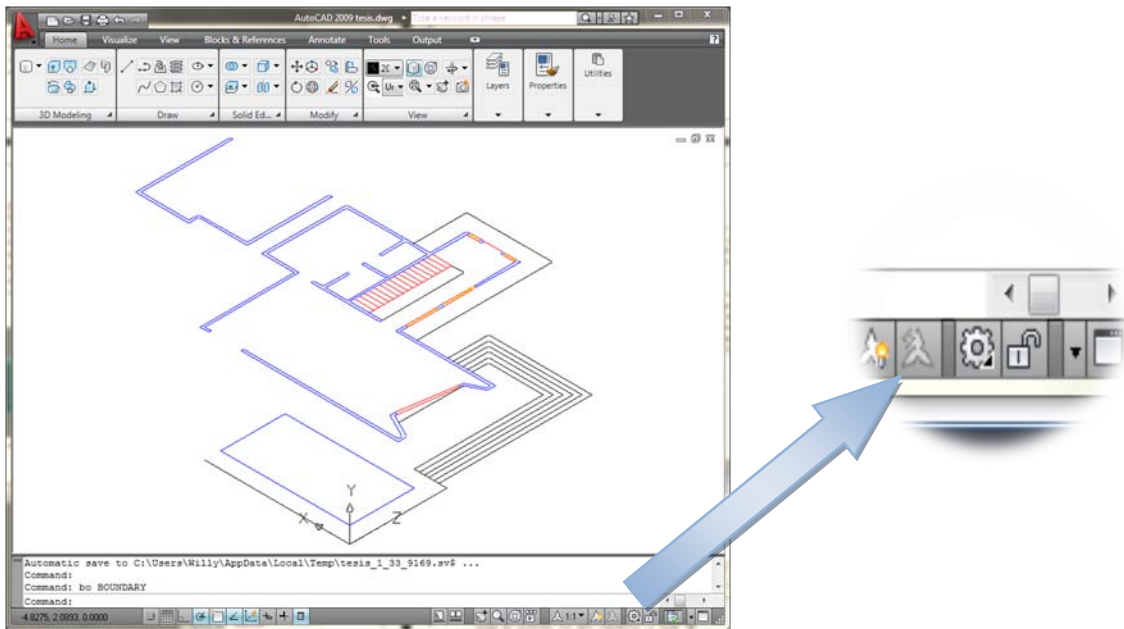 AutoCAD 2009 tesis.dwg
Type a keyword or phrase
Home Visualize View Blocks & References Annotate Tools Output
Layers Properties Utilities
3D Modeling Draw Solid Ed... Modify View
Y
X Z
Automatic save to C:\Users\Willy\AppData\Local\Temp\tesis_1_33_9169.sv$ ...
Command:
Command: bo BOUNDARY
Command:
-4.8275, 2.0893, 0.0000
1:1